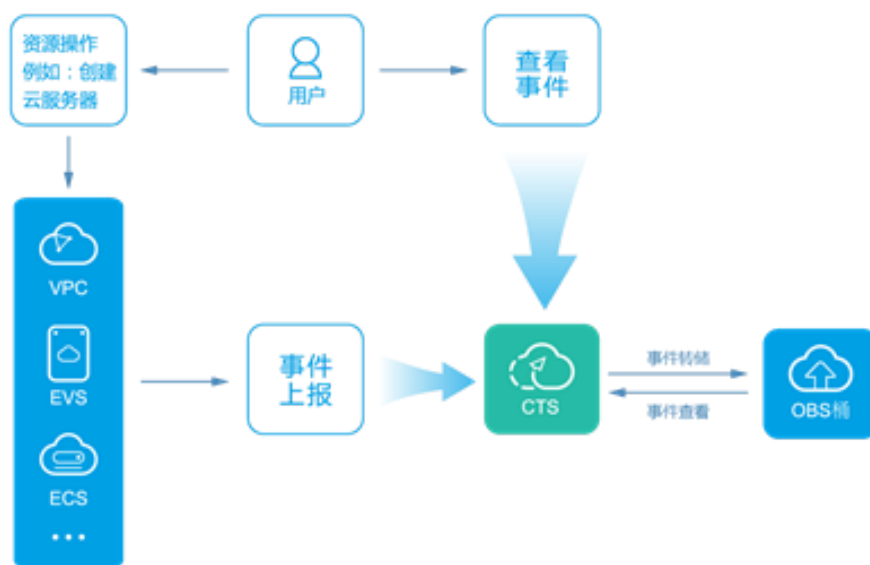 资源操作
例如：创建
云服务器
用户
查看
事件
VPC
EVS
ECS
事件
上报
CTS
事件转储
事件查看
OBS桶